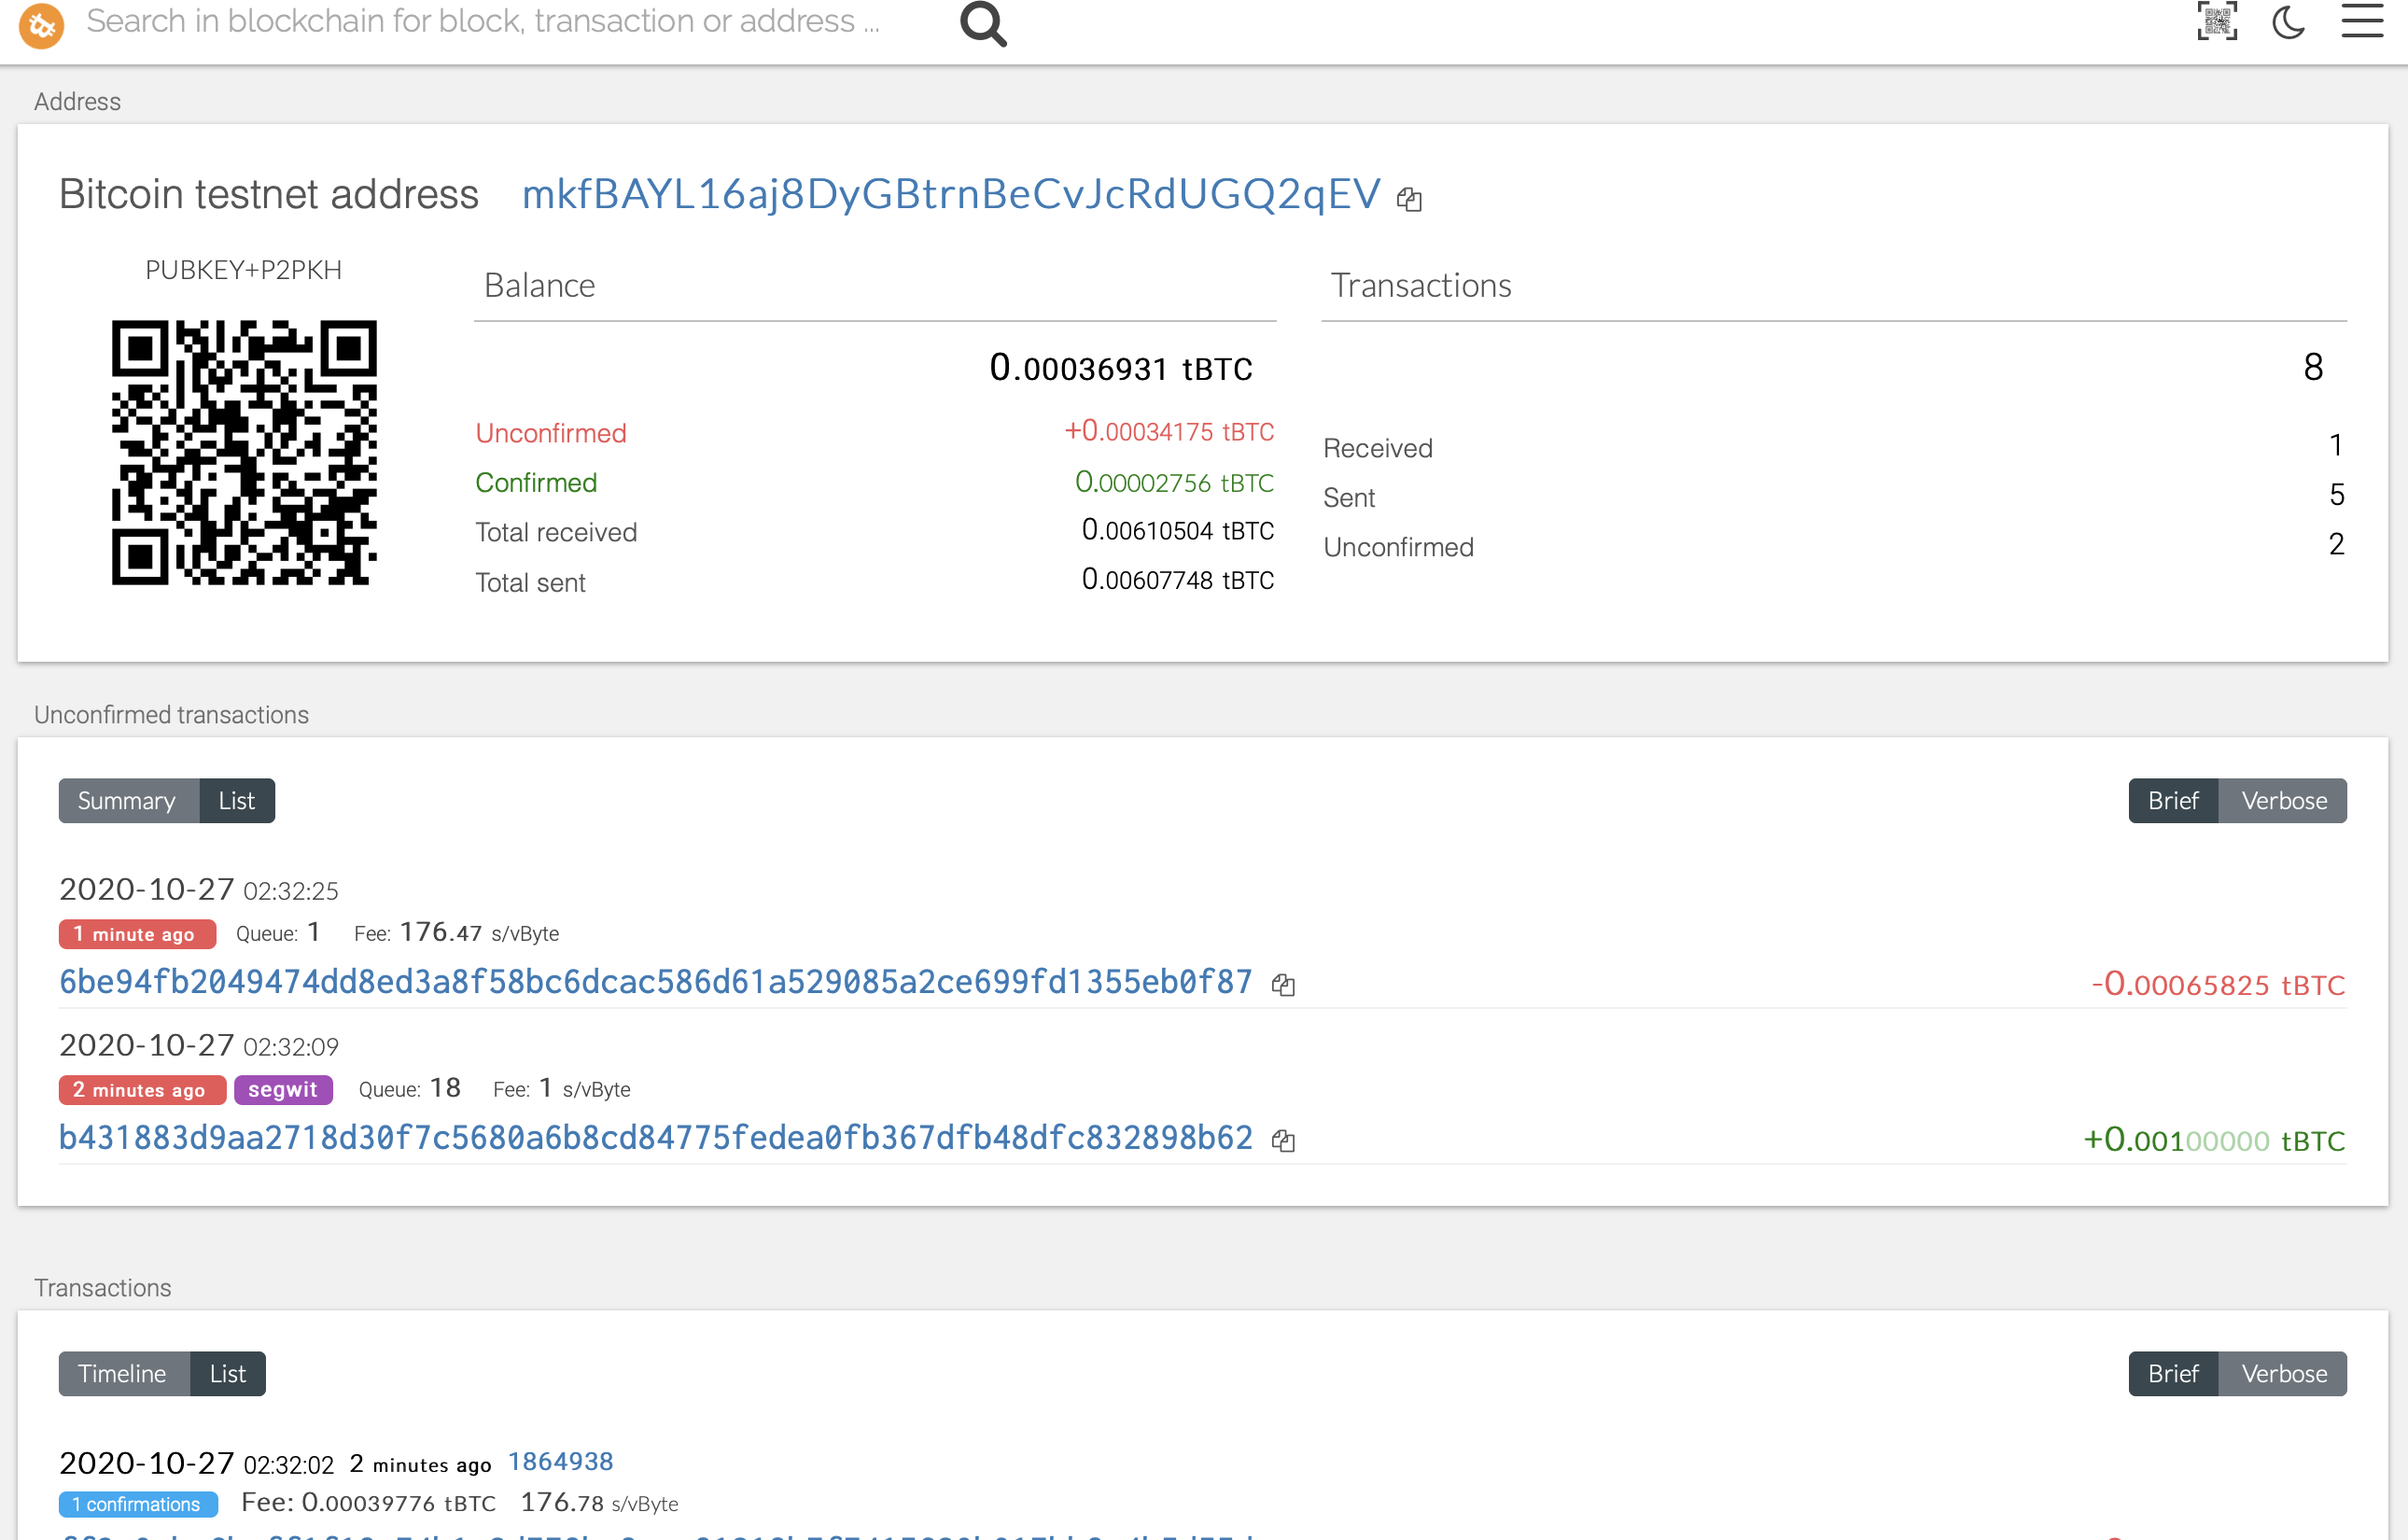 Search in blockchain for block, transaction or address ...
Address
Bitcoin testnet address mkfBAYL16aj8DyGBtrnBeCvJcRdUGQ2qEV
PUBKEY+P2PKH
Balance
0.00036931 tBTC
Unconfirmed +0.00034175 tBTC
Confirmed 0.00002756 tBTC
Total received 0.00610504 tBTC
Total sent 0.00607748 tBTC
Transactions
8
Received 1
Sent 5
Unconfirmed 2
Unconfirmed transactions
Summary List Brief Verbose
2020-10-27 02:32:25
1 minute ago Queue: 1 Fee: 176.47 s/vByte
6be94fb2049474dd8ed3a8f58bc6dcac586d61a529085a2ce699fd1355eb0f87 -0.00065825 tBTC
2020-10-27 02:32:09
2 minutes ago segwit Queue: 18 Fee: 1 s/vByte
b431883d9aa2718d30f7c5680a6b8cd84775fedea0fb367dfb48dfc832898b62 +0.00100000 tBTC
Transactions
Timeline List Brief Verbose
2020-10-27 02:32:02 2 minutes ago 1864938
1 confirmations Fee: 0.00039776 tBTC 176.78 s/vByte